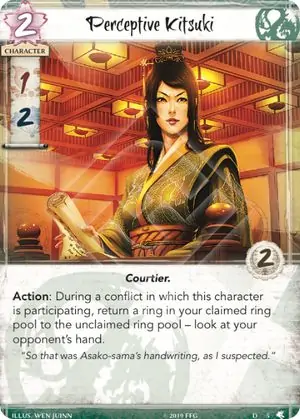 2
Perceptive Kitsuki
CHARACTER
1
2
2
Courtier.
Action: During a conflict in which this character
is participating, return a ring in your claimed ring
pool to the unclaimed ring pool – look at your
opponent's hand.
"So that was Asako-sama's handwriting, as I suspected."
ILLUS. WEN JUINN
©2019 FFG
D